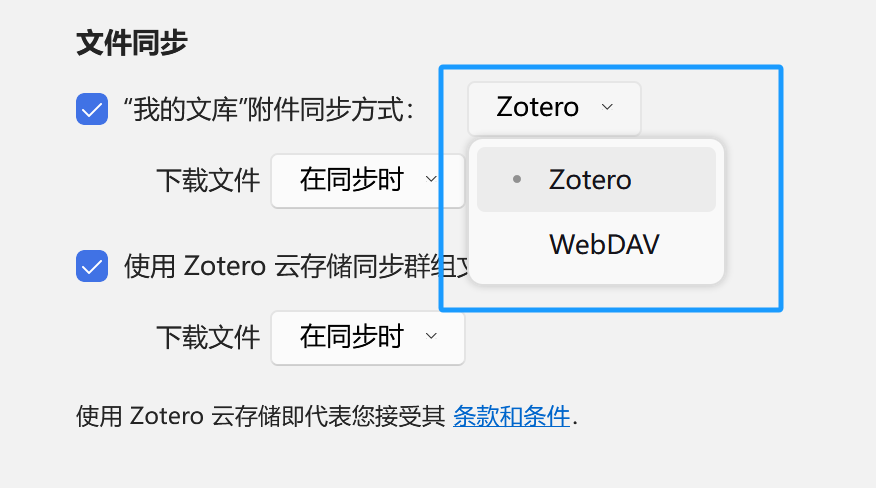 文件同步
“我的文库”附件同步方式：
Zotero
下载文件 在同步时
Zotero
WebDAV
使用 Zotero 云存储同步群组
下载文件 在同步时
使用 Zotero 云存储即代表您接受其 条款和条件.